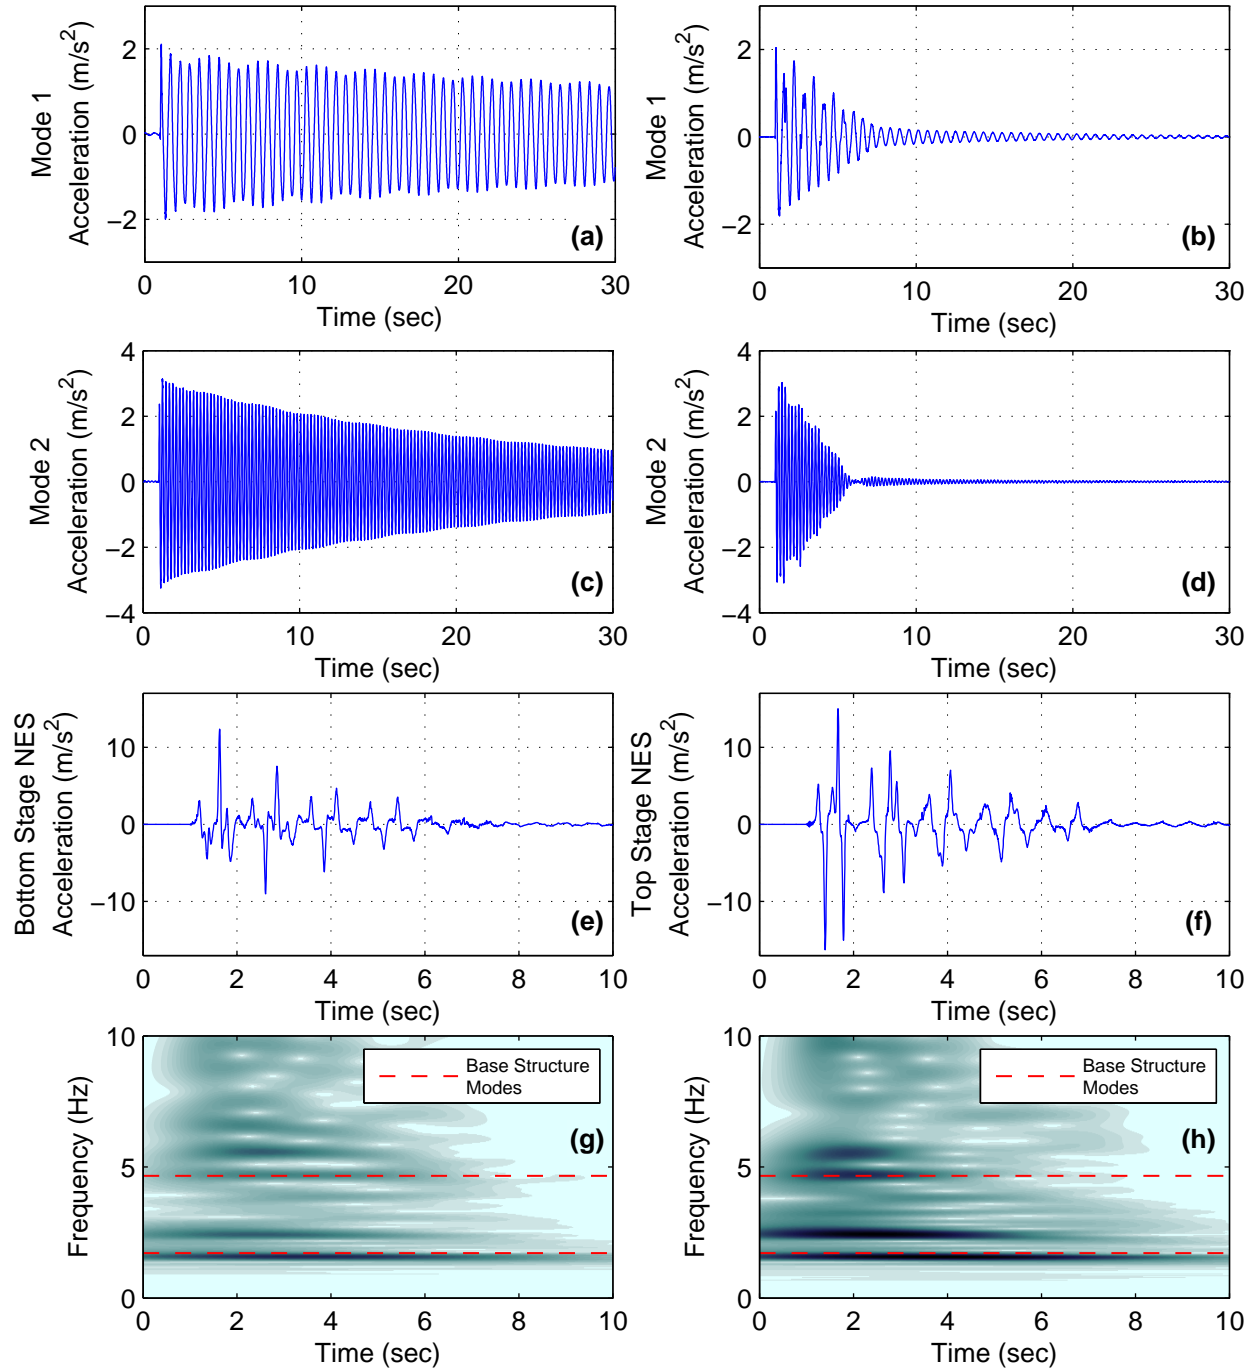 Mode 1
Acceleration (m/s²)
2
0
−2
(a)
0
10
20
30
Time (sec)
Mode 1
Acceleration (m/s²)
2
0
−2
(b)
0
10
20
30
Time (sec)
Mode 2
Acceleration (m/s²)
4
2
0
−2
−4
(c)
0
10
20
30
Time (sec)
Mode 2
Acceleration (m/s²)
4
2
0
−2
−4
(d)
0
10
20
30
Time (sec)
Bottom Stage NES
Acceleration (m/s²)
10
0
−10
(e)
0
2
4
6
8
10
Time (sec)
Top Stage NES
Acceleration (m/s²)
10
0
−10
(f)
0
2
4
6
8
10
Time (sec)
Frequency (Hz)
10
5
0
Base Structure
Modes
(g)
0
2
4
6
8
10
Time (sec)
Frequency (Hz)
10
5
0
Base Structure
Modes
(h)
0
2
4
6
8
10
Time (sec)